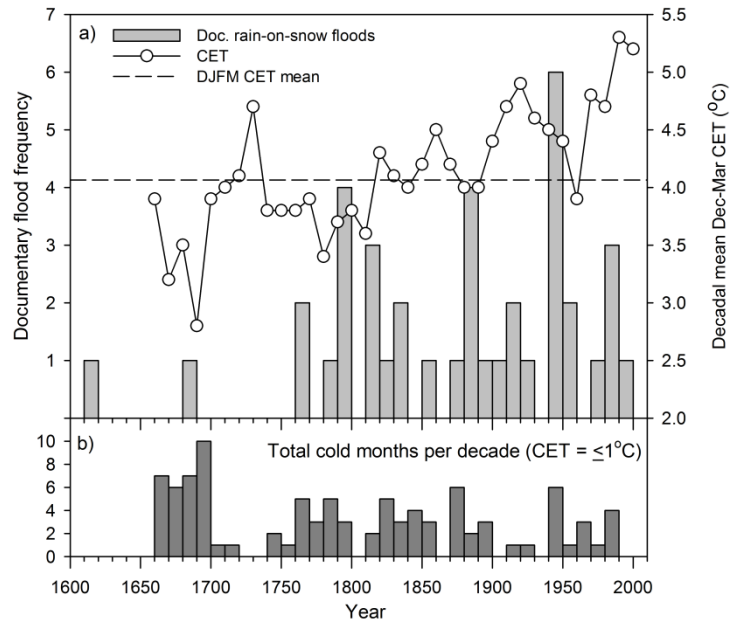 a)
Doc. rain-on-snow floods
CET
DJFM CET mean
Documentary flood frequency
7
6
5
4
3
2
1
Decadal mean Dec-Mar CET (°C)
5.5
5.0
4.5
4.0
3.5
3.0
2.5
2.0
b)
Total cold months per decade (CET = ≤1°C)
10
8
6
4
2
0
1600 1650 1700 1750 1800 1850 1900 1950 2000
Year